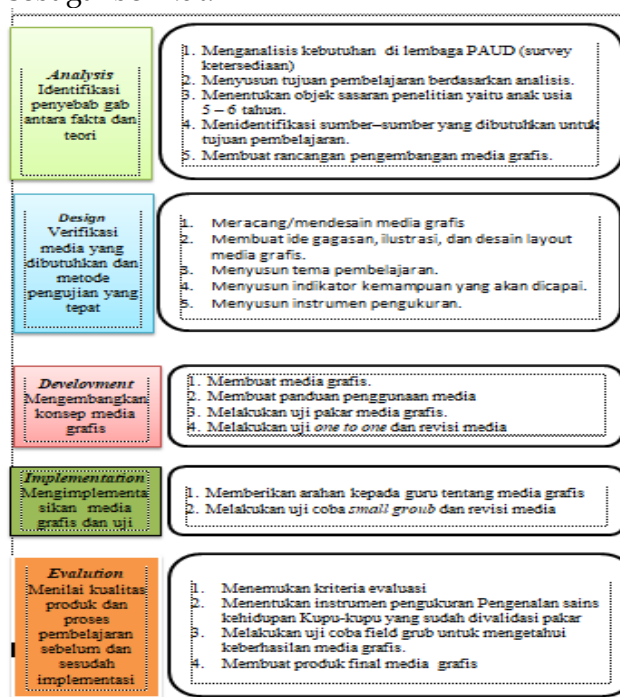 Analysis
Identifikasi
penyebab gab
antara fakta dan
teori
1. Menganalisis kebutuhan di lembaga PAUD (survey
ketersediaan)
2. Menyusun tujuan pembelajaran berdasarkan analisis.
3. Menentukan objek sasaran penelitian yaitu anak usia
5 – 6 tahun.
4. Menidentifikasi sumber–sumber yang dibutuhkan untuk
tujuan pembelajaran.
5. Membuat rancangan pengembangan media grafis.
Design
Verifikasi
media yang
dibutuhkan dan
metode
pengujian yang
tepat
1. Meracang/mendesain media grafis
2. Membuat ide gagasan, ilustrasi, dan desain layout
media grafis.
3. Menyusun tema pembelajaran.
4. Menyusun indikator kemampuan yang akan dicapai.
5. Menyusun instrumen pengukuran.
Develovment
Mengembangkan
konsep media
grafis
1. Membuat media grafis.
2. Membuat panduan penggunaan media
3. Melakukan uji pakar media grafis.
4. Melakukan uji one to one dan revisi media
Implementation
Mengimplementa
sikan media
grafis dan uji
1. Memberikan arahan kepada guru tentang media grafis
2. Melakukan uji coba small groub dan revisi media
Evalution
Menilai kualitas
produk dan
proses
pembelajaran
sebelum dan
sesudah
implementasi
1. Menemukan kriteria evaluasi
2. Menentukan instrumen pengukuran Pengenalan sains
kehidupan Kupu-kupu yang sudah divalidasi pakar
3. Melakukan uji coba field grub untuk mengetahui
keberhasilan media grafis.
4. Membuat produk final media grafis